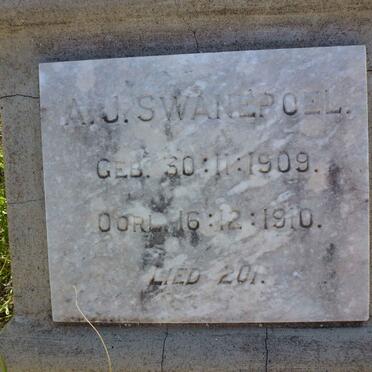 A.J. SWANEPOEL.
GEB. 30:11:1909.
OORL. 16:12:1910.
LIED 201.